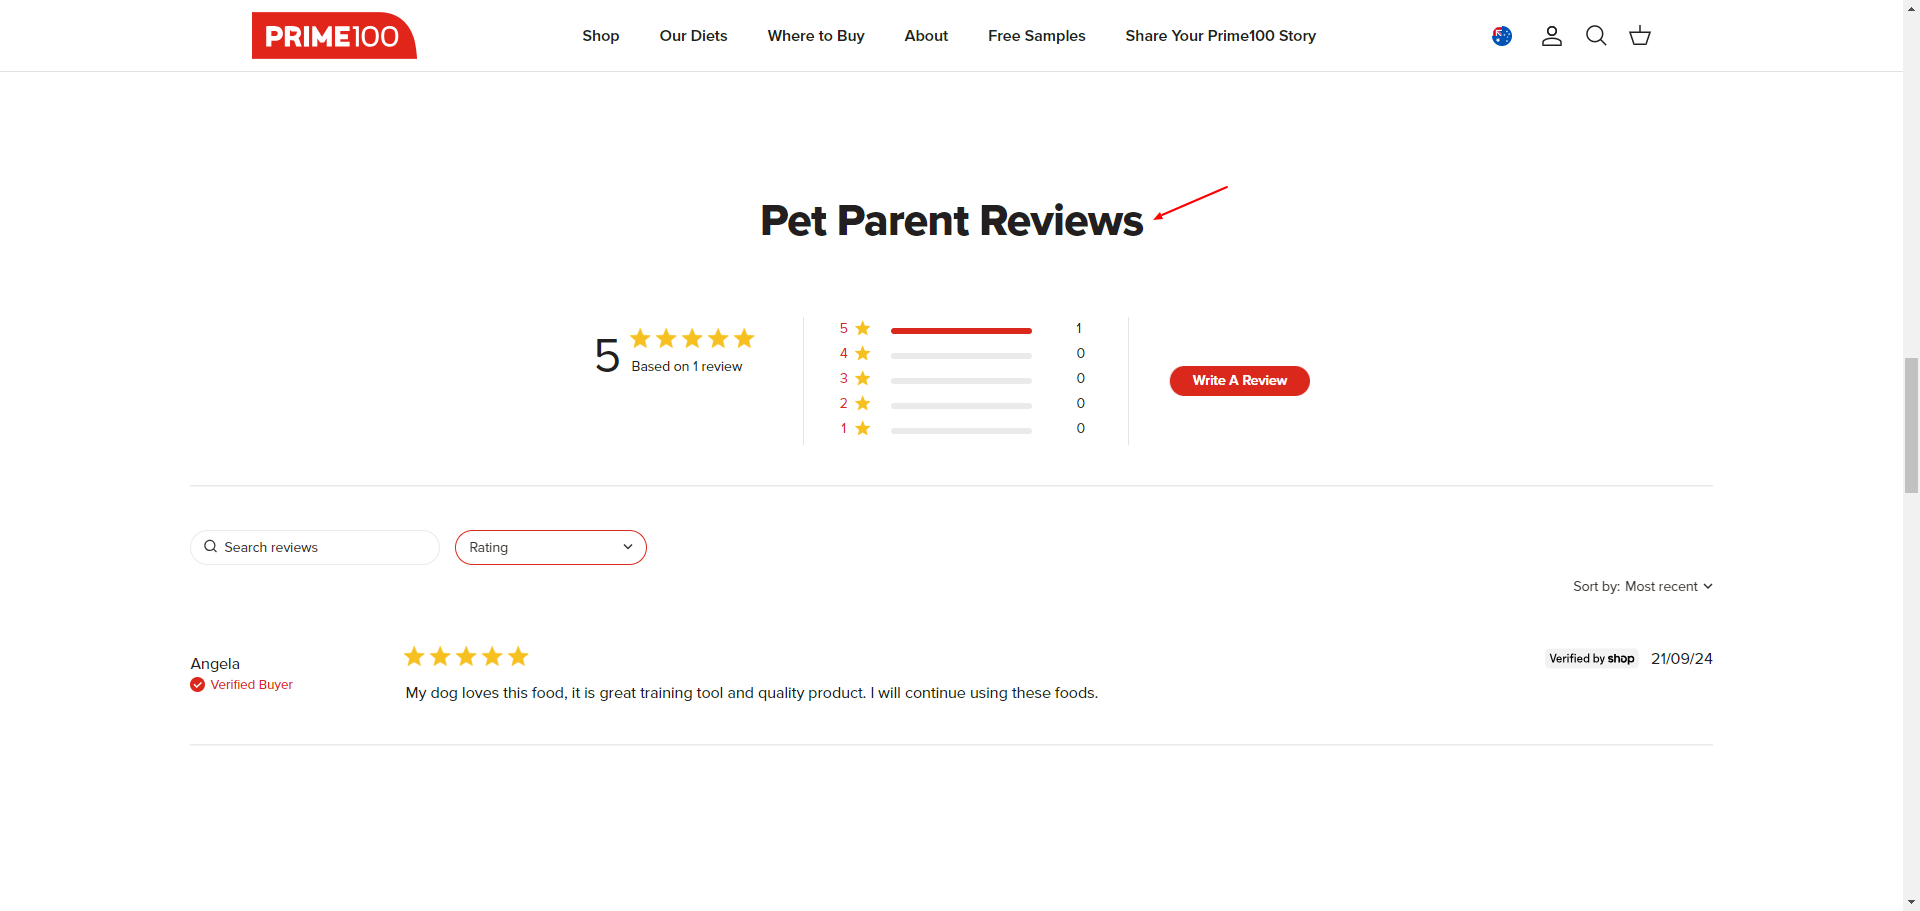 PRIME100
Shop Our Diets Where to Buy About Free Samples Share Your Prime100 Story
Pet Parent Reviews
5
Based on 1 review
5 1
4 0
3 0
2 0
1 0
Write A Review
Search reviews
Rating
Sort by: Most recent
Angela
Verified Buyer
My dog loves this food, it is great training tool and quality product. I will continue using these foods.
Verified by shop 21/09/24